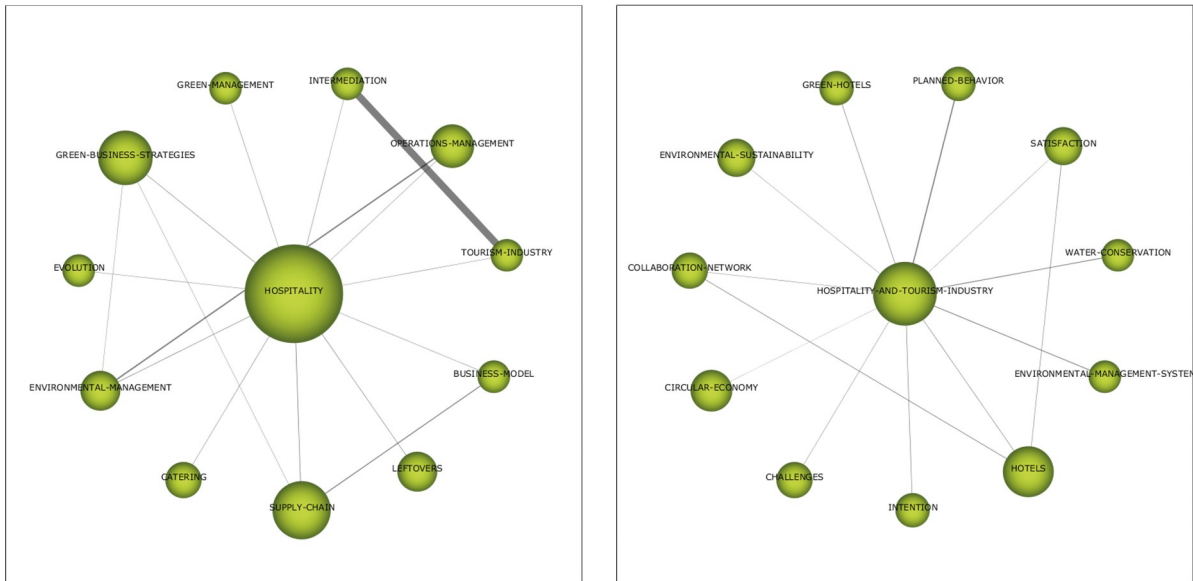 GREEN-MANAGEMENT
INTERMEDIATION
OPERATIONS-MANAGEMENT
GREEN-BUSINESS-STRATEGIES
TOURISM-INDUSTRY
EVOLUTION
HOSPITALITY
BUSINESS-MODEL
ENVIRONMENTAL-MANAGEMENT
LEFTOVERS
CATERING
SUPPLY-CHAIN
GREEN-HOTELS
PLANNED-BEHAVIOR
SATISFACTION
ENVIRONMENTAL-SUSTAINABILITY
WATER-CONSERVATION
COLLABORATION-NETWORK
HOSPITALITY-AND-TOURISM-INDUSTRY
ENVIRONMENTAL-MANAGEMENT-SYSTEM
CIRCULAR-ECONOMY
HOTELS
CHALLENGES
INTENTION